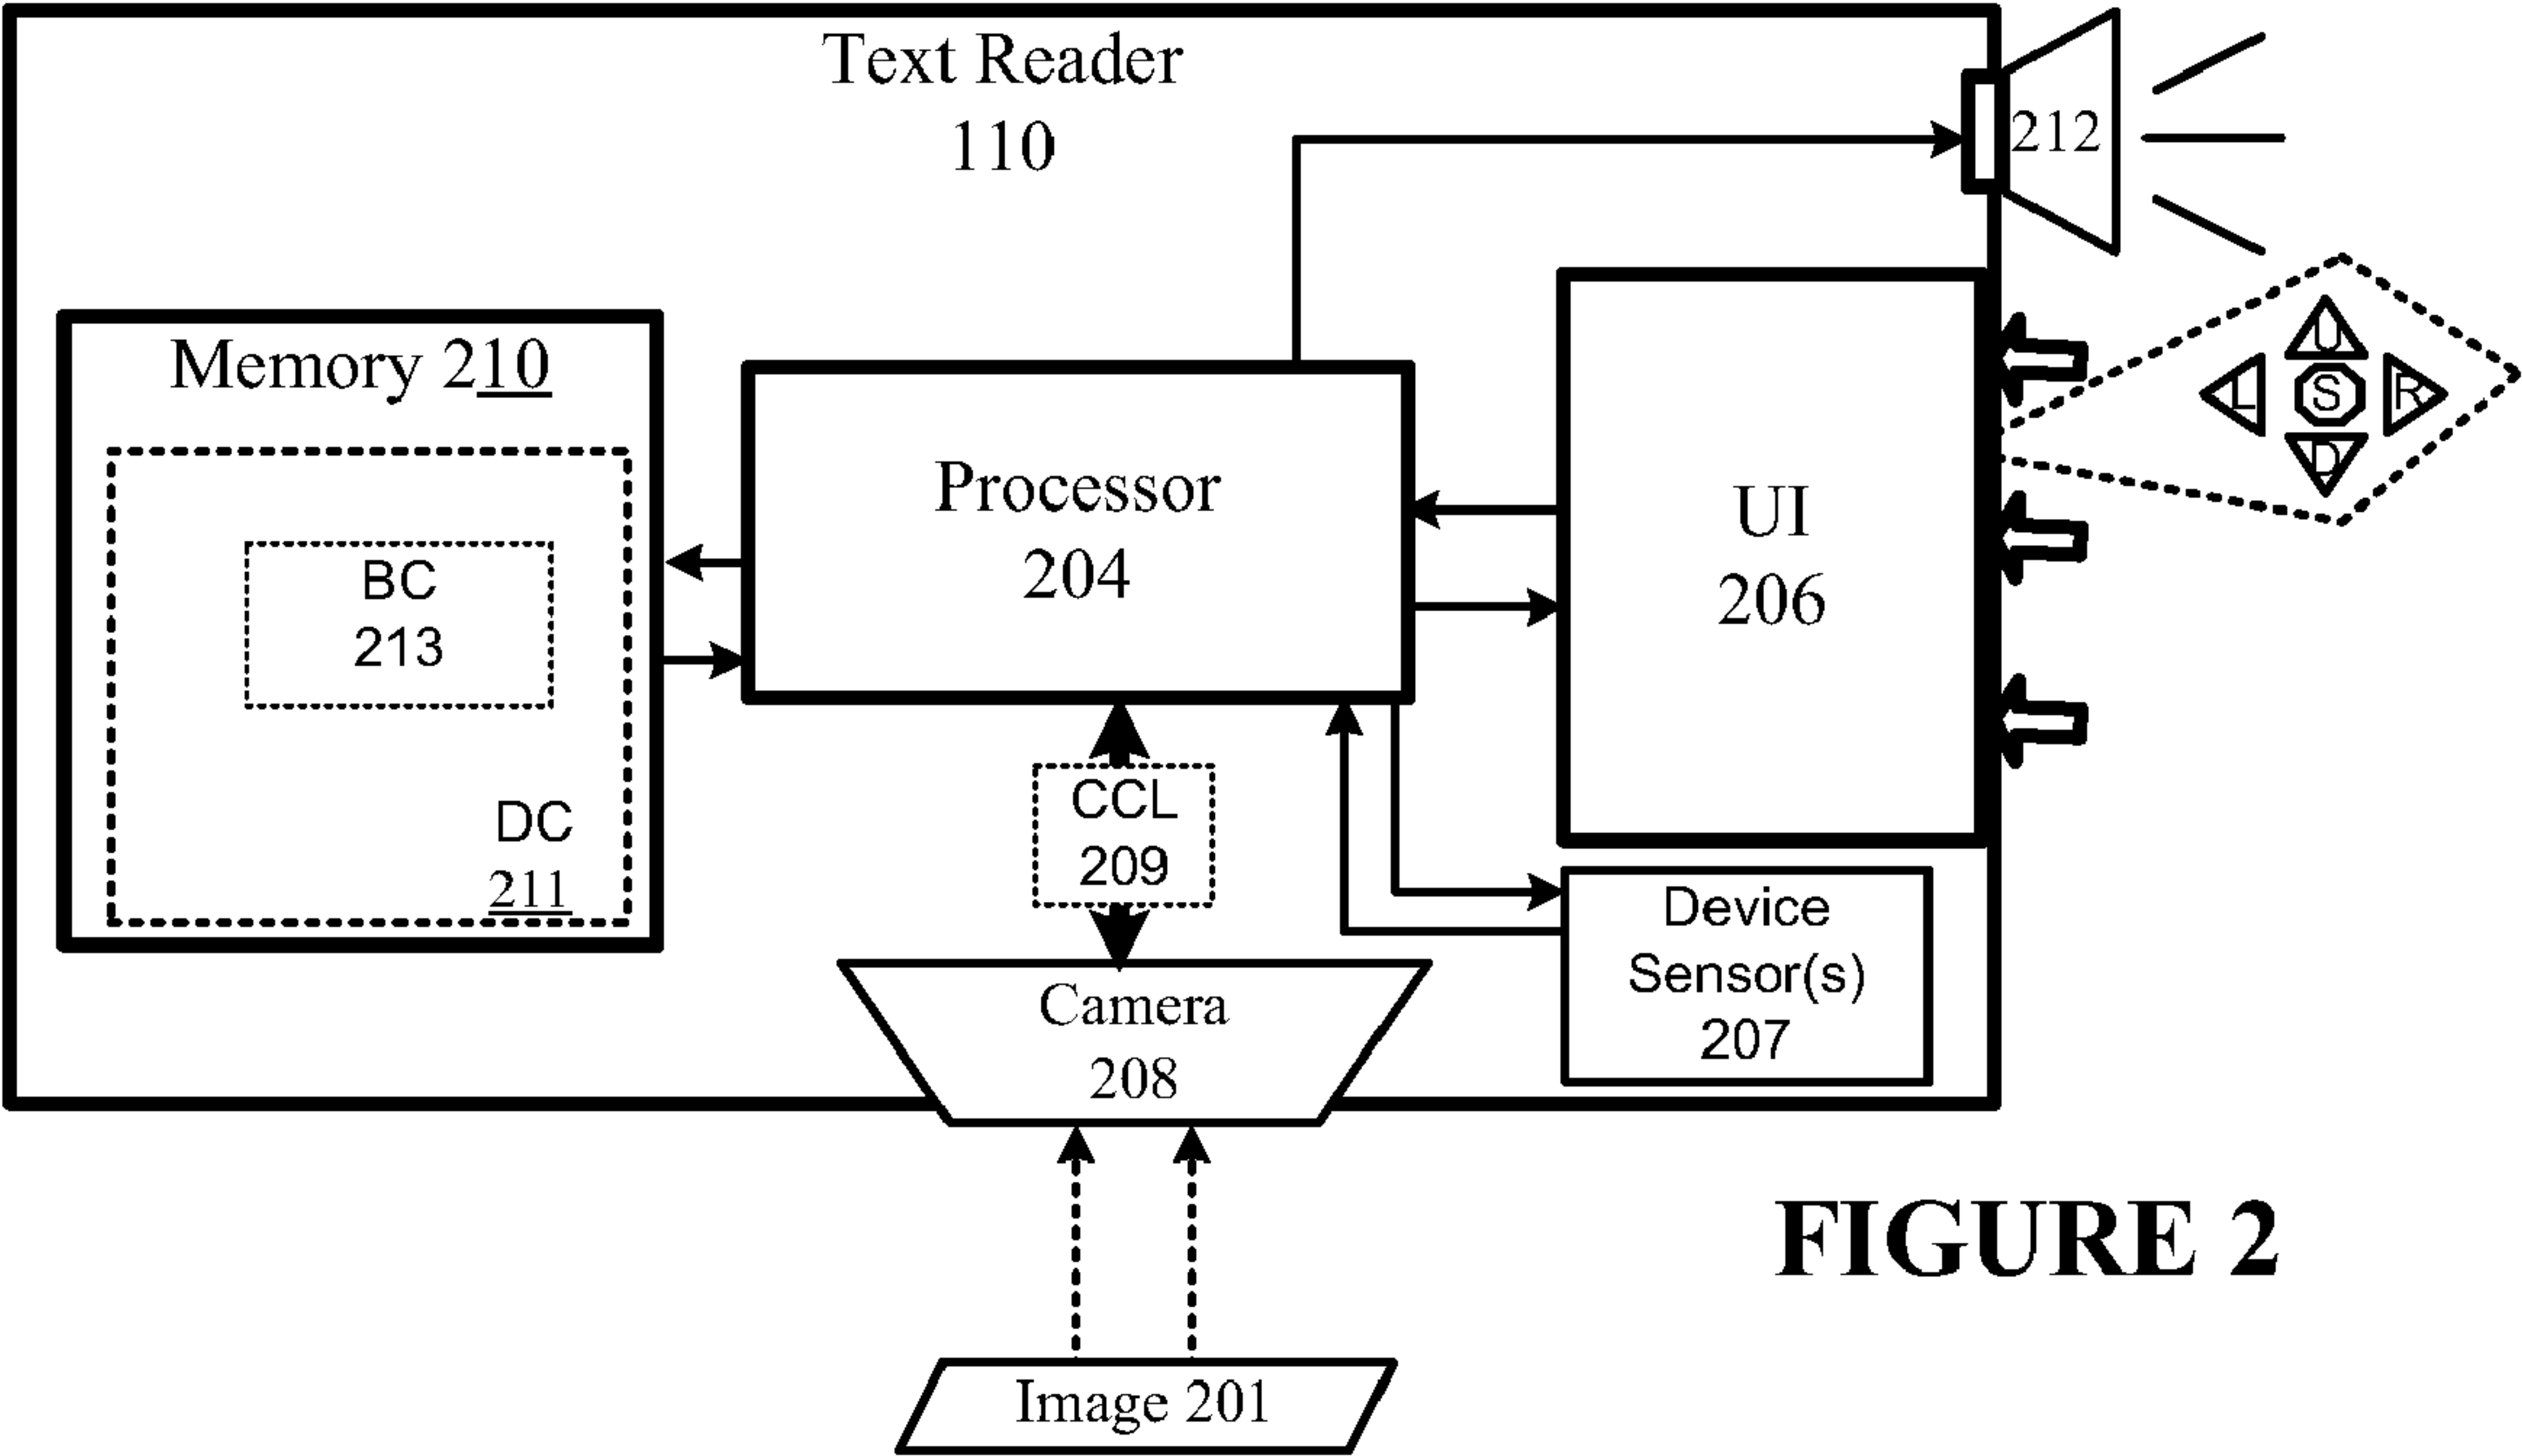 Text Reader
110
212
Memory 210
BC
213
DC
211
Processor
204
UI
206
U
L
S
R
D
CCL
209
Device
Sensor(s)
207
Camera
208
Image 201
FIGURE 2